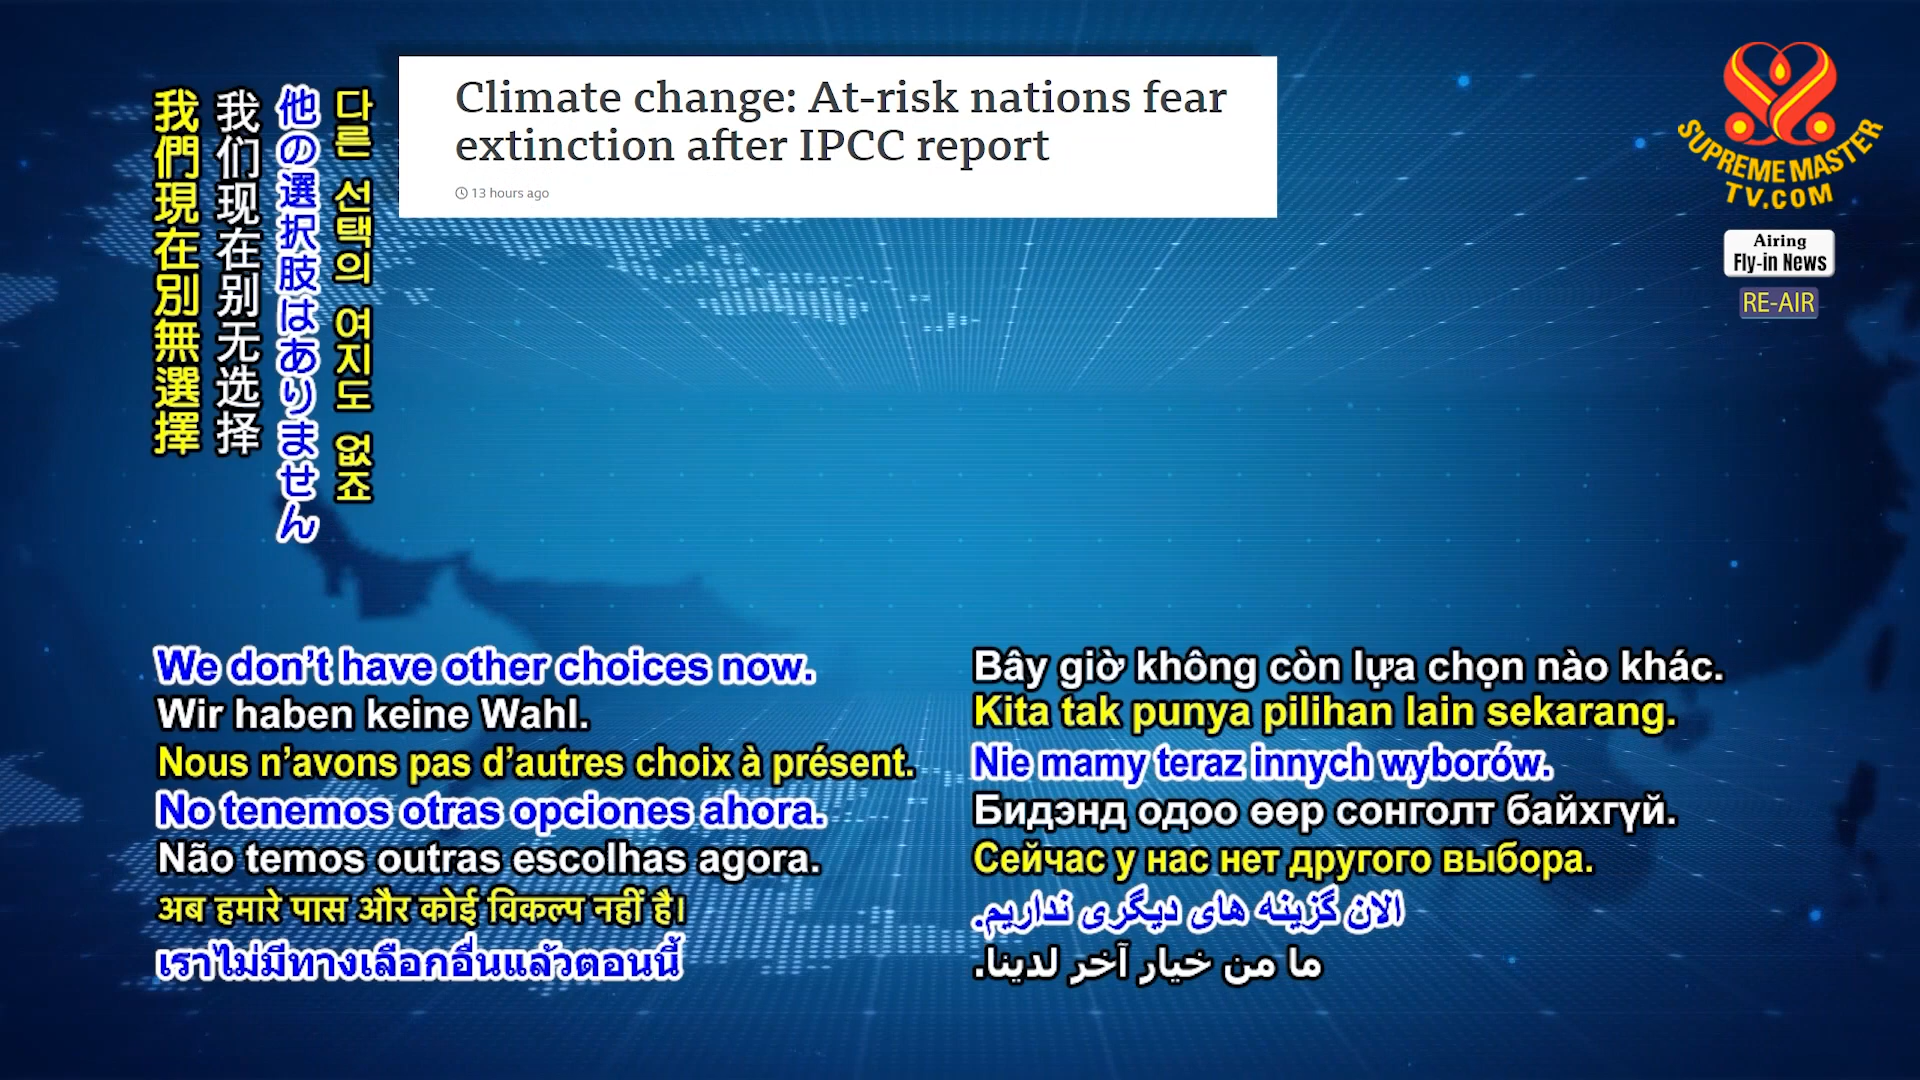 Climate change: At-risk nations fear
extinction after IPCC report
13 hours ago
SUPREME MASTER
TV.COM
Airing
Fly-in News
RE-AIR
다른 선택의 여지도 없죠
他の選択肢はありません
我们现在别无选择
我們現在別無選擇
We don’t have other choices now.
Wir haben keine Wahl.
Nous n’avons pas d’autres choix à présent.
No tenemos otras opciones ahora.
Não temos outras escolhas agora.
अब हमारे पास और कोई विकल्प नहीं है।
เราไม่มีทางเลือกอื่นแล้วตอนนี้
Bây giờ không còn lựa chọn nào khác.
Kita tak punya pilihan lain sekarang.
Nie mamy teraz innych wyborów.
Бидэнд одоо өөр сонголт байхгүй.
Сейчас у нас нет другого выбора.
الان گزینه های دیگری نداریم.
ما من خيار آخر لدينا.